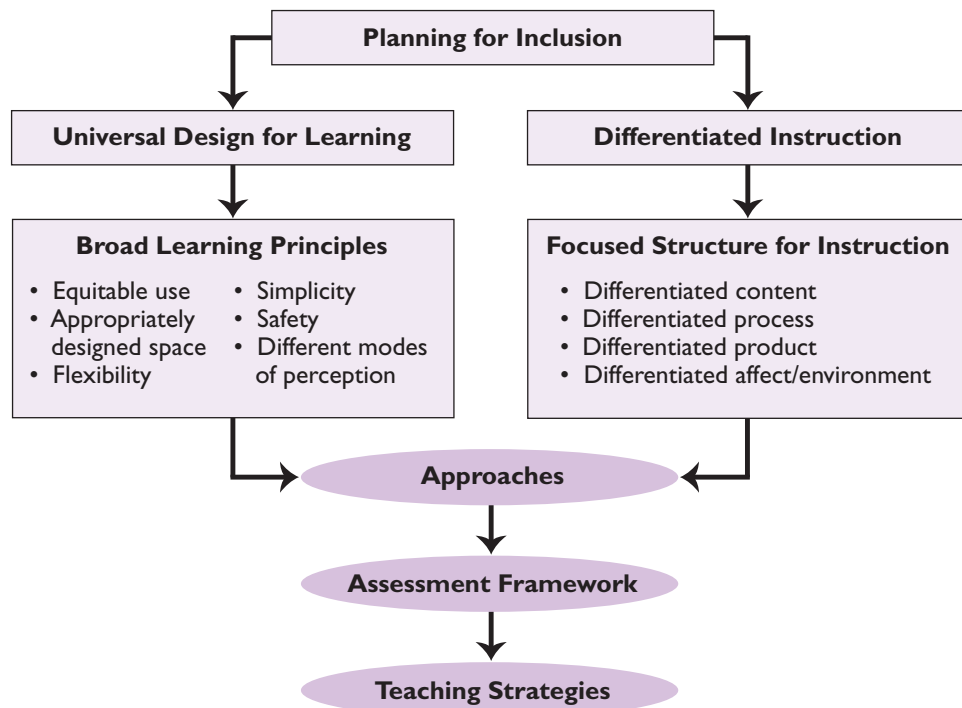 Planning for Inclusion
Universal Design for Learning
Differentiated Instruction
Broad Learning Principles
• Equitable use
• Appropriately
designed space
• Flexibility
• Simplicity
• Safety
• Different modes
of perception
Focused Structure for Instruction
• Differentiated content
• Differentiated process
• Differentiated product
• Differentiated affect/environment
Approaches
Assessment Framework
Teaching Strategies